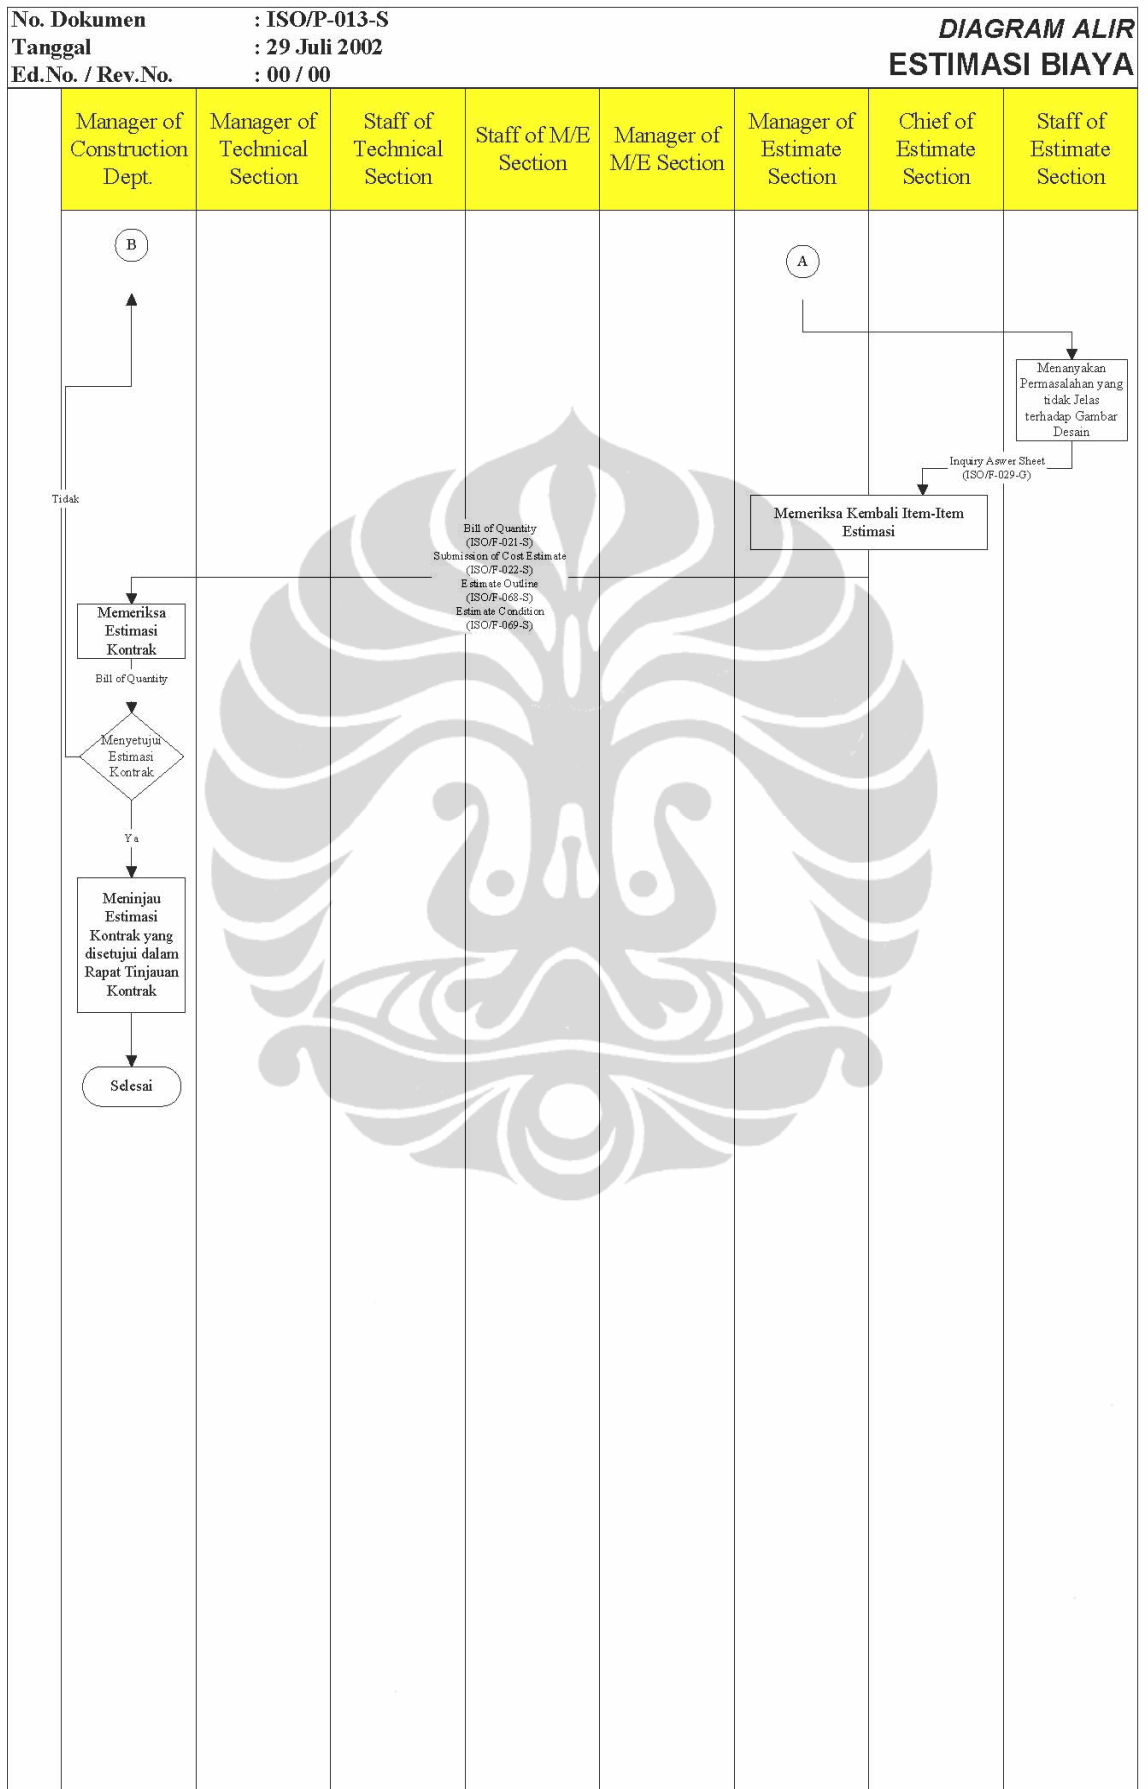 No. Dokumen : ISO/P-013-S
Tanggal : 29 Juli 2002
Ed.No. / Rev.No. : 00 / 00
DIAGRAM ALIR
ESTIMASI BIAYA
Manager of
Construction
Dept.
Manager of
Technical
Section
Staff of
Technical
Section
Staff of M/E
Section
Manager of
M/E Section
Manager of
Estimate
Section
Chief of
Estimate
Section
Staff of
Estimate
Section
B
A
Menanyakan
Permasalahan yang
tidak Jelas
terhadap Gambar
Desain
Inquiry Aswer Sheet
(ISO/F-029-G)
Memeriksa Kembali Item-Item
Estimasi
Tidak
Bill of Quantity
(ISO/F-021-S)
Submission of Cost Estimate
(ISO/F-022-S)
Estimate Outline
(ISO/F-068-S)
Estimate Condition
(ISO/F-069-S)
Memeriksa
Estimasi
Kontrak
Bill of Quantity
Menyetujui
Estimasi
Kontrak
Ya
Meninjau
Estimasi
Kontrak yang
disetujui dalam
Rapat Tinjauan
Kontrak
Selesai